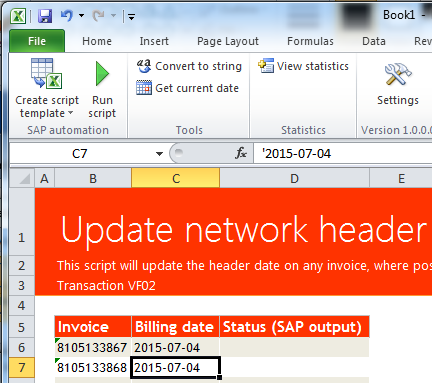 Book1 -
File Home Insert Page Layout Formulas Data Rev
Create script template
Run script
SAP automation
Convert to string
Get current date
Tools
View statistics
Statistics
Settings
Version 1.0.0.
C7 fx '2015-07-04
A B C D E
1 Update network header
2 This script will update the header date on any invoice, where pos
3 Transaction VF02
4
5 Invoice Billing date Status (SAP output)
6 8105133867 2015-07-04
7 8105133868 2015-07-04